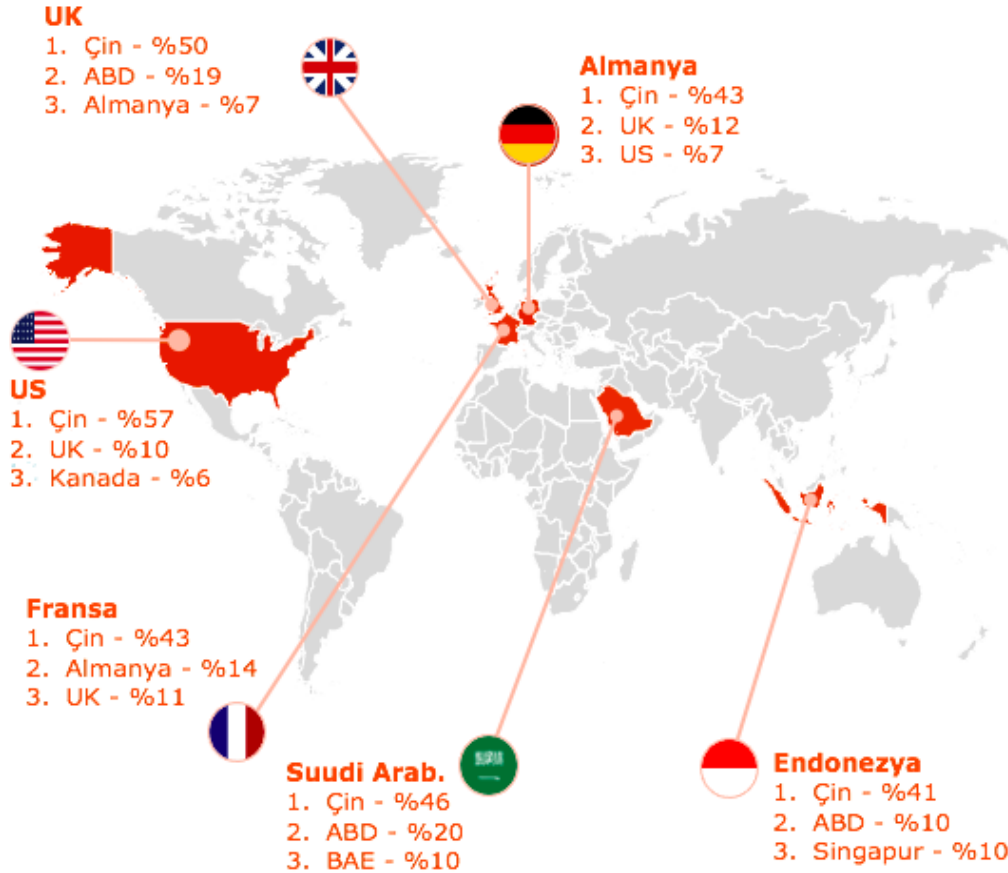 UK
1. Çin - %50
2. ABD - %19
3. Almanya - %7
Almanya
1. Çin - %43
2. UK - %12
3. US - %7
US
1. Çin - %57
2. UK - %10
3. Kanada - %6
Fransa
1. Çin - %43
2. Almanya - %14
3. UK - %11
Suudi Arab.
1. Çin - %46
2. ABD - %20
3. BAE - %10
Endonezya
1. Çin - %41
2. ABD - %10
3. Singapur - %10